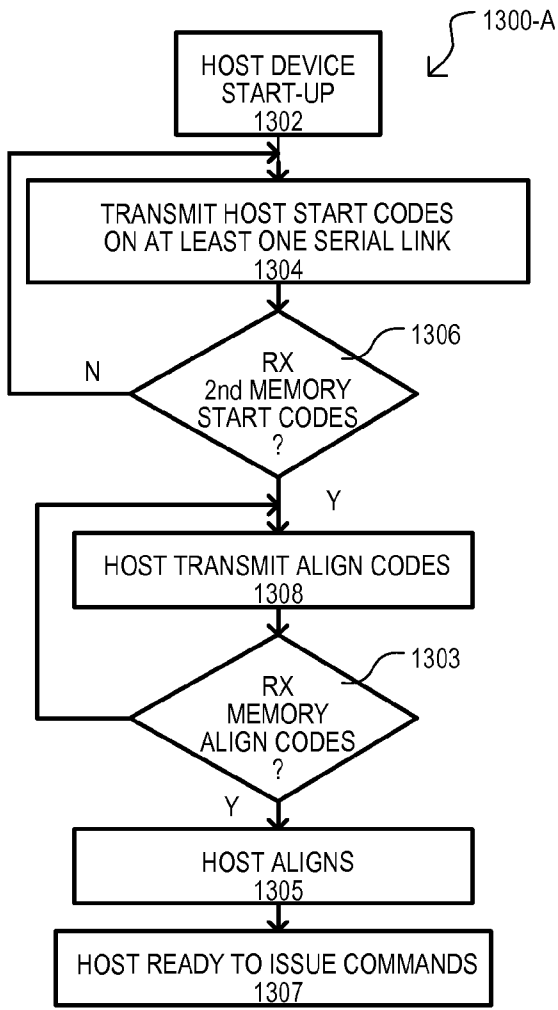 1300-A
HOST DEVICE
START-UP
1302
TRANSMIT HOST START CODES
ON AT LEAST ONE SERIAL LINK
1304
1306
RX
2nd MEMORY
START CODES
?
N
Y
HOST TRANSMIT ALIGN CODES
1308
1303
RX
MEMORY
ALIGN CODES
?
Y
HOST ALIGNS
1305
HOST READY TO ISSUE COMMANDS
1307